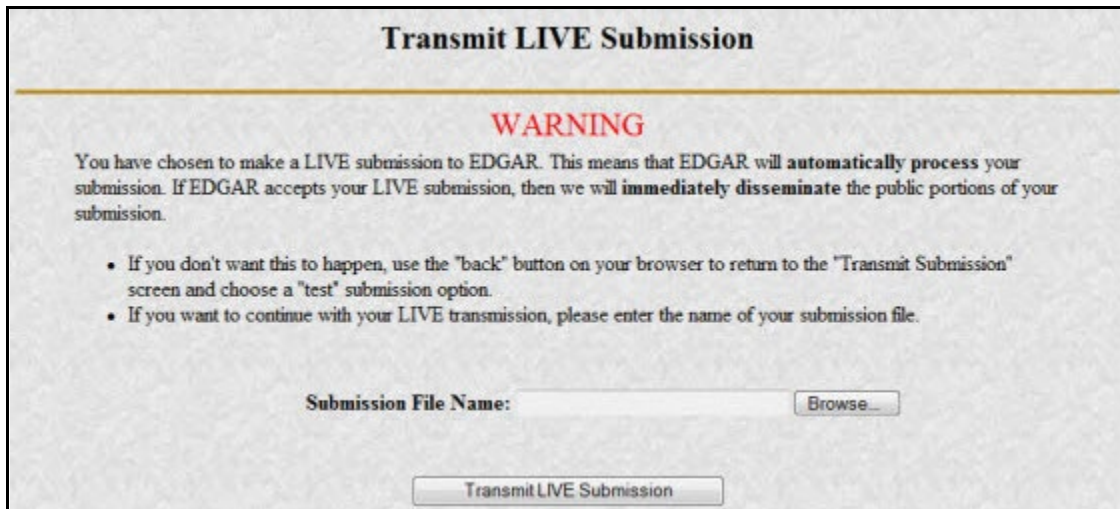 Transmit LIVE Submission
WARNING
You have chosen to make a LIVE submission to EDGAR. This means that EDGAR will automatically process your
submission. If EDGAR accepts your LIVE submission, then we will immediately disseminate the public portions of your
submission.
• If you don't want this to happen, use the "back" button on your browser to return to the "Transmit Submission"
screen and choose a "test" submission option.
• If you want to continue with your LIVE transmission, please enter the name of your submission file.
Submission File Name: Browse...
Transmit LIVE Submission